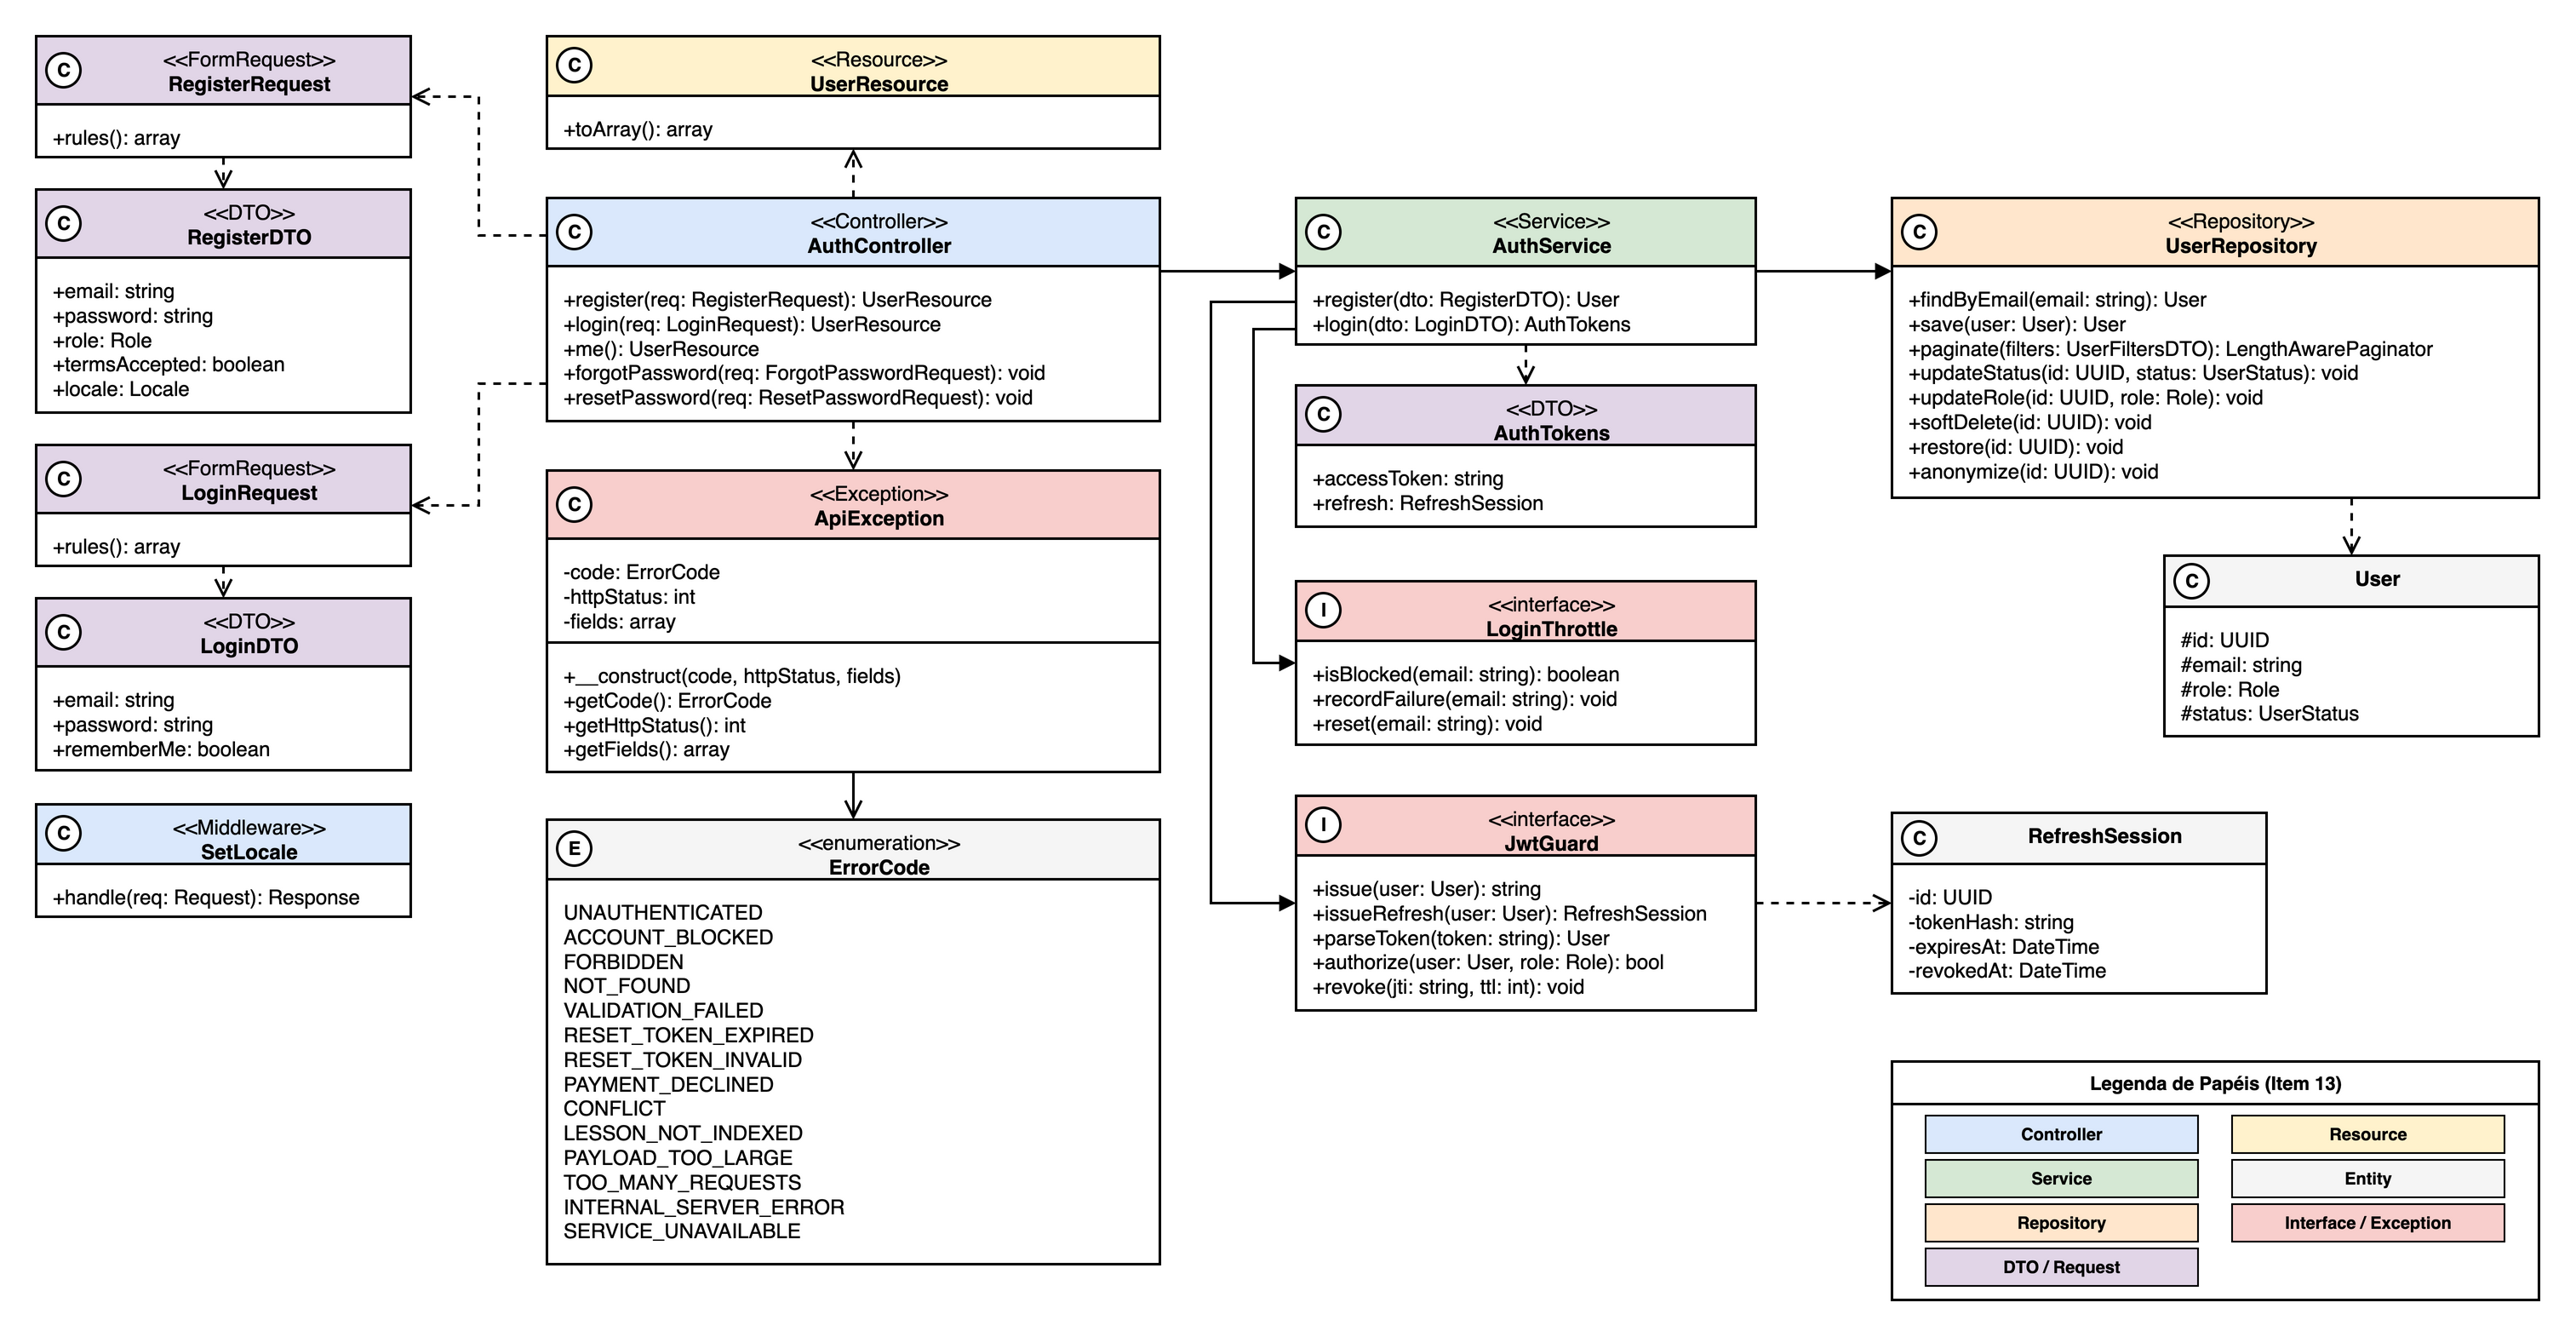 C
<<FormRequest>>
RegisterRequest
+rules(): array
C
<<DTO>>
RegisterDTO
+email: string
+password: string
+role: Role
+termsAccepted: boolean
+locale: Locale
C
<<FormRequest>>
LoginRequest
+rules(): array
C
<<DTO>>
LoginDTO
+email: string
+password: string
+rememberMe: boolean
C
<<Middleware>>
SetLocale
+handle(req: Request): Response
C
<<Resource>>
UserResource
+toArray(): array
C
<<Controller>>
AuthController
+register(req: RegisterRequest): UserResource
+login(req: LoginRequest): UserResource
+me(): UserResource
+forgotPassword(req: ForgotPasswordRequest): void
+resetPassword(req: ResetPasswordRequest): void
C
<<Exception>>
ApiException
-code: ErrorCode
-httpStatus: int
-fields: array
+__construct(code, httpStatus, fields)
+getCode(): ErrorCode
+getHttpStatus(): int
+getFields(): array
E
<<enumeration>>
ErrorCode
UNAUTHENTICATED
ACCOUNT_BLOCKED
FORBIDDEN
NOT_FOUND
VALIDATION_FAILED
RESET_TOKEN_EXPIRED
RESET_TOKEN_INVALID
PAYMENT_DECLINED
CONFLICT
LESSON_NOT_INDEXED
PAYLOAD_TOO_LARGE
TOO_MANY_REQUESTS
INTERNAL_SERVER_ERROR
SERVICE_UNAVAILABLE
C
<<Service>>
AuthService
+register(dto: RegisterDTO): User
+login(dto: LoginDTO): AuthTokens
C
<<DTO>>
AuthTokens
+accessToken: string
+refresh: RefreshSession
I
<<interface>>
LoginThrottle
+isBlocked(email: string): boolean
+recordFailure(email: string): void
+reset(email: string): void
I
<<interface>>
JwtGuard
+issue(user: User): string
+issueRefresh(user: User): RefreshSession
+parseToken(token: string): User
+authorize(user: User, role: Role): bool
+revoke(jti: string, ttl: int): void
C
<<Repository>>
UserRepository
+findByEmail(email: string): User
+save(user: User): User
+paginate(filters: UserFiltersDTO): LengthAwarePaginator
+updateStatus(id: UUID, status: UserStatus): void
+updateRole(id: UUID, role: Role): void
+softDelete(id: UUID): void
+restore(id: UUID): void
+anonymize(id: UUID): void
C
User
#id: UUID
#email: string
#role: Role
#status: UserStatus
C
RefreshSession
-id: UUID
-tokenHash: string
-expiresAt: DateTime
-revokedAt: DateTime
Legenda de Papéis (Item 13)
Controller
Resource
Service
Entity
Repository
Interface / Exception
DTO / Request